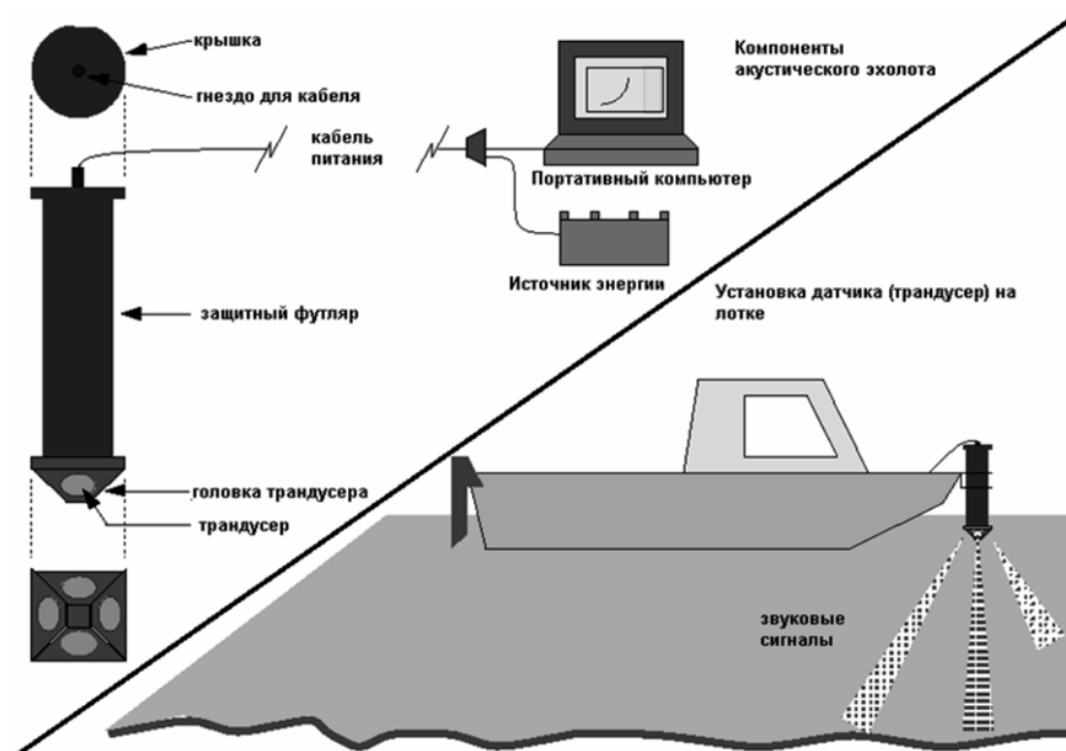 крышка
гнездо для кабеля
кабель
питания
Компоненты
акустического эхолота
Портативный компьютер
Источник энергии
защитный футляр
головка трандусера
трандусер
Установка датчика (трандусер) на
лотке
звуковые
сигналы